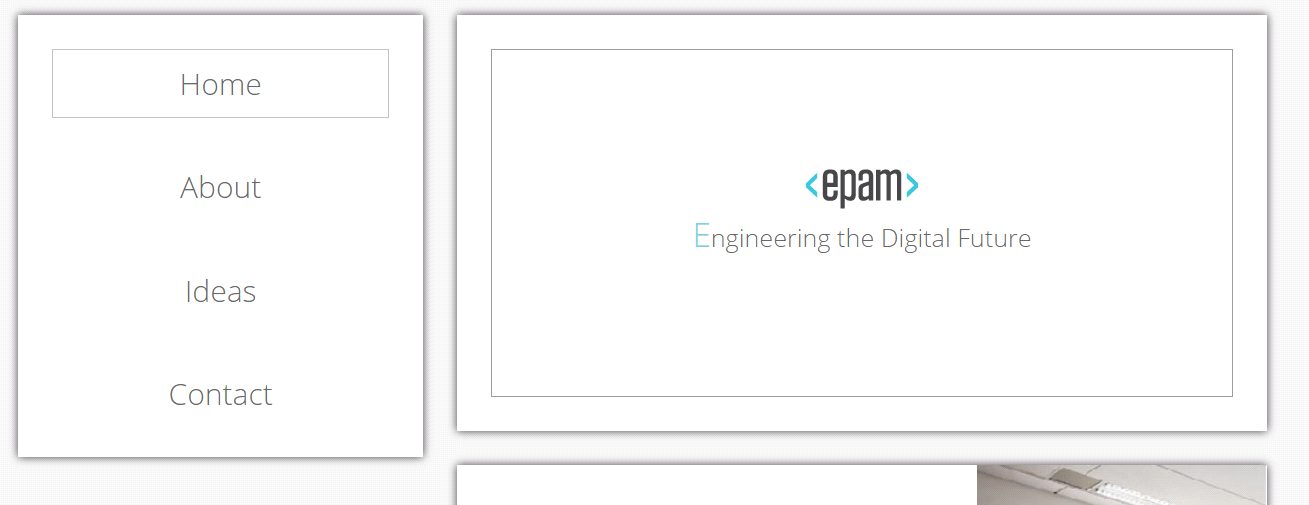 Home
About
Ideas
Contact
<epam>
Engineering the Digital Future